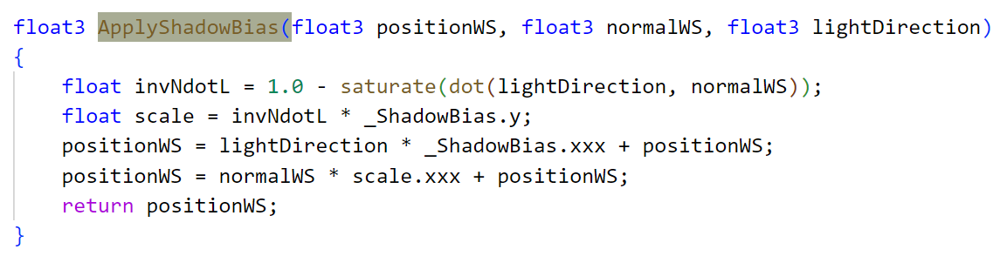 float3 ApplyShadowBias(float3 positionWS, float3 normalWS, float3 lightDirection)
{
    float invNdotL = 1.0 - saturate(dot(lightDirection, normalWS));
    float scale = invNdotL * _ShadowBias.y;
    positionWS = lightDirection * _ShadowBias.xxx + positionWS;
    positionWS = normalWS * scale.xxx + positionWS;
    return positionWS;
}